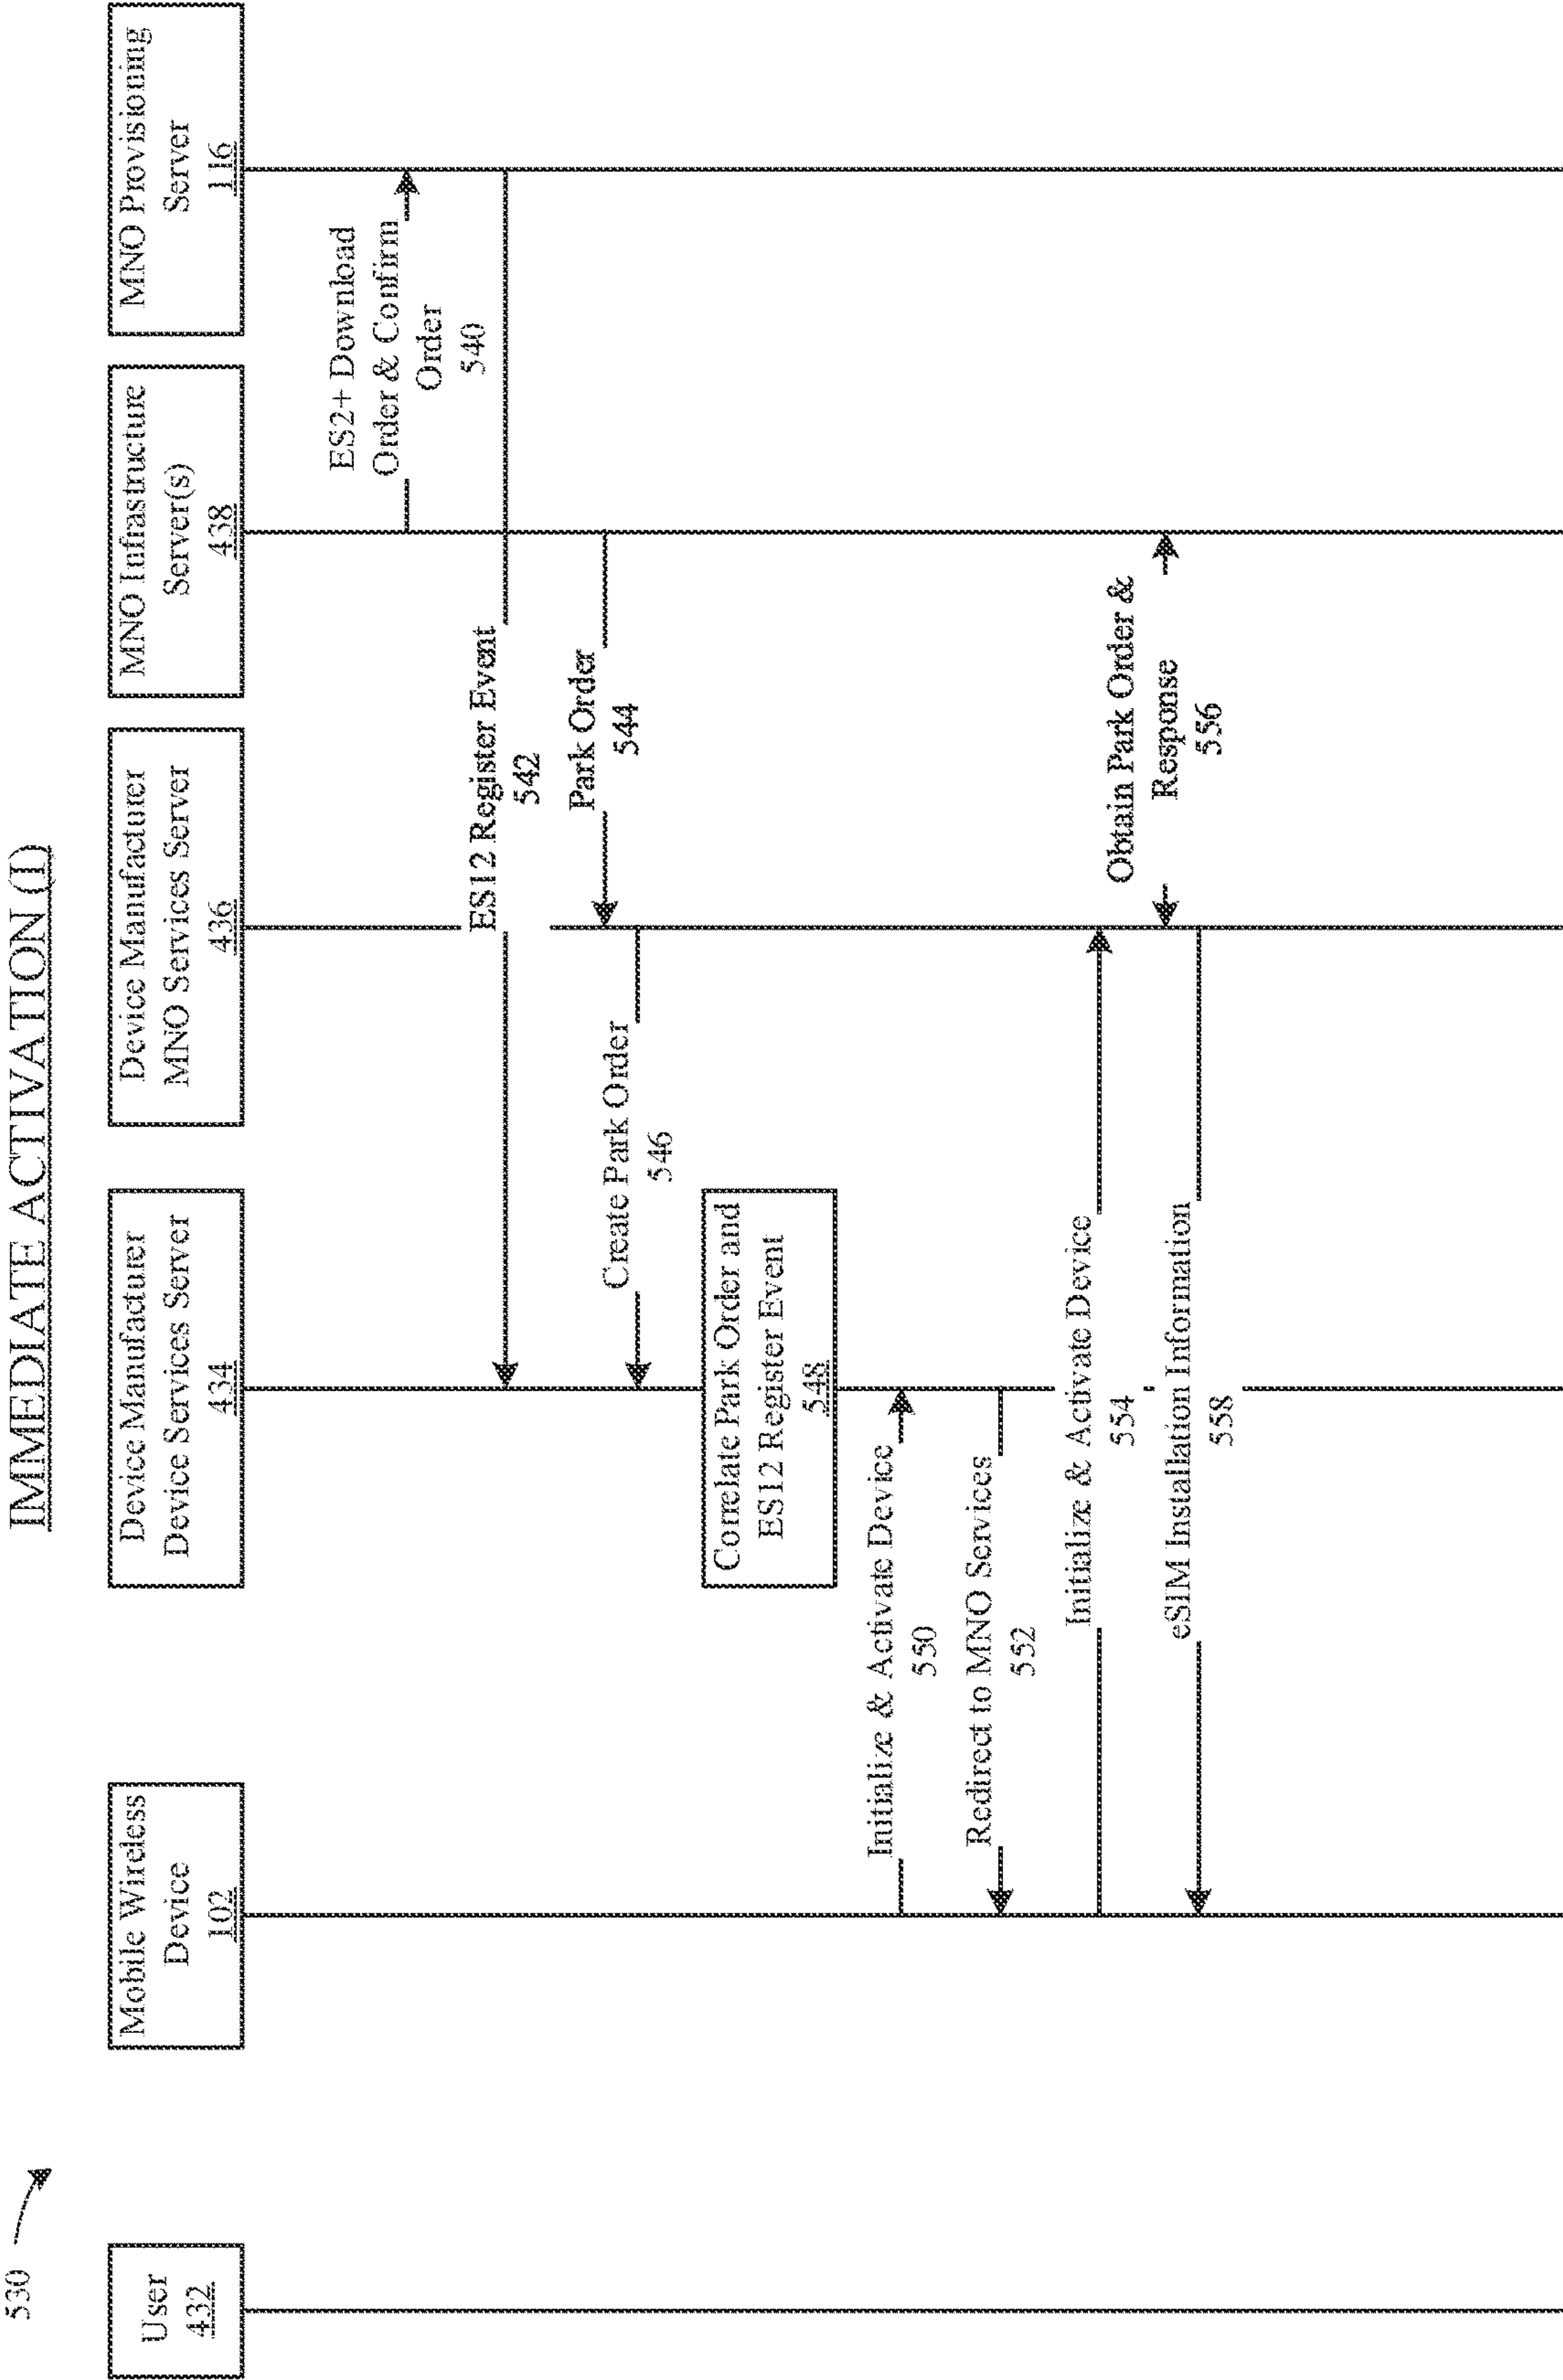 IMMEDIATE ACTIVATION (I)
530
User
432
Mobile Wireless
Device
102
Device Manufacturer
Device Services Server
434
Device Manufacturer
MNO Services Server
436
MNO Infrastructure
Server(s)
438
MNO Provisioning
Server
116
ES2+ Download
Order & Confirm
Order
540
ES12 Register Event
542
Park Order
544
Create Park Order
546
Correlate Park Order and
ES12 Register Event
548
Initialize & Activate Device
550
Redirect to MNO Services
552
Initialize & Activate Device
554
Obtain Park Order &
Response
556
eSIM Installation Information
558